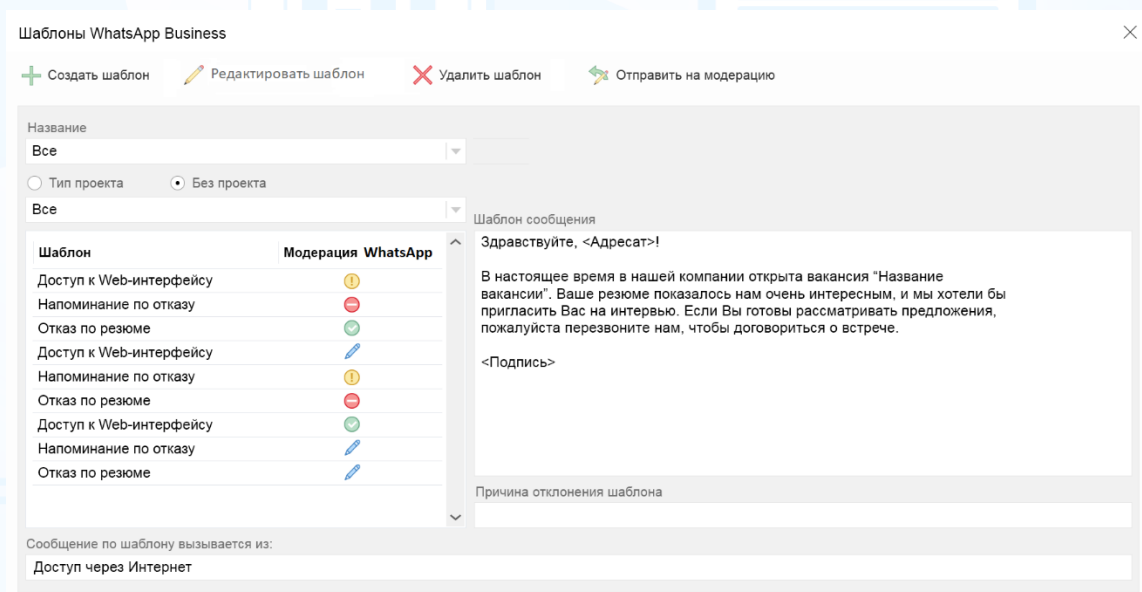 Шаблоны WhatsApp Business
Создать шаблон Редактировать шаблон Удалить шаблон Отправить на модерацию
Название
Все
Тип проекта Без проекта
Все
Шаблон Модерация WhatsApp
Доступ к Web-интерфейсу
Напоминание по отказу
Отказ по резюме
Доступ к Web-интерфейсу
Напоминание по отказу
Отказ по резюме
Доступ к Web-интерфейсу
Напоминание по отказу
Отказ по резюме
Шаблон сообщения
Здравствуйте, <Адресат>!
В настоящее время в нашей компании открыта вакансия “Название
вакансии”. Ваше резюме показалось нам очень интересным, и мы хотели бы
пригласить Вас на интервью. Если Вы готовы рассматривать предложения,
пожалуйста перезвоните нам, чтобы договориться о встрече.
<Подпись>
Причина отклонения шаблона
Сообщение по шаблону вызывается из:
Доступ через Интернет